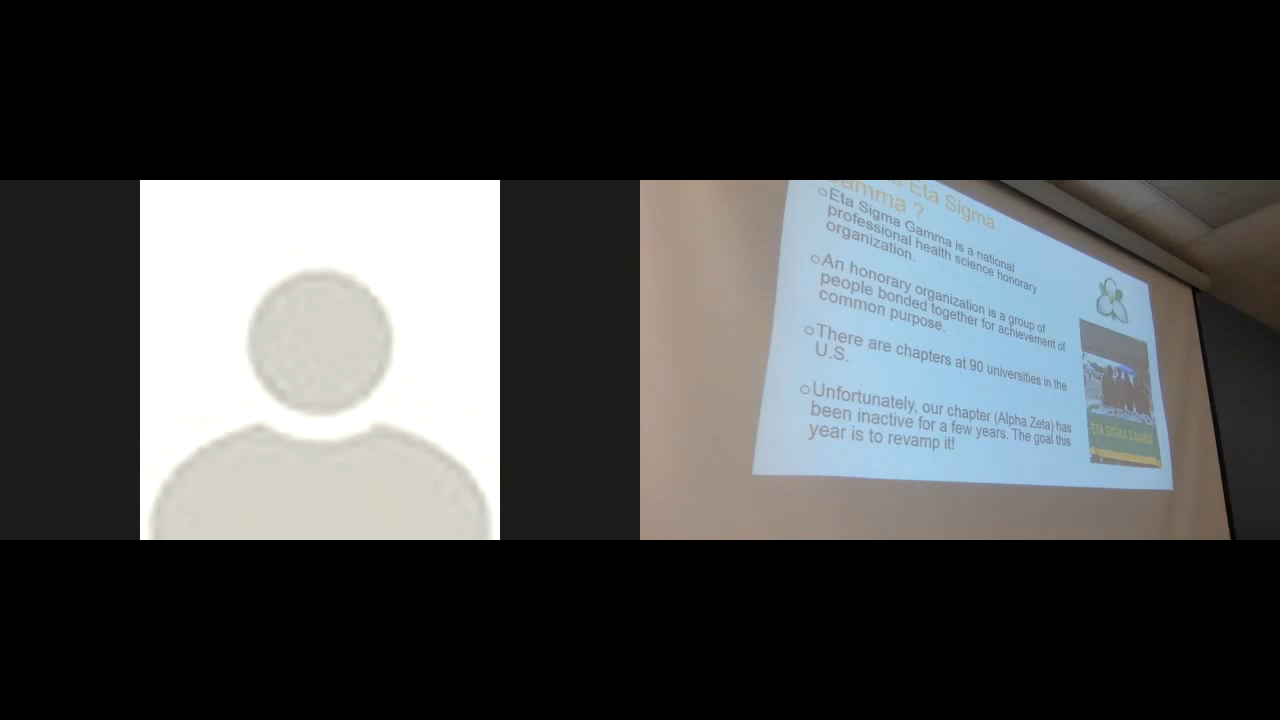 Eta Sigma
amma ?
○Eta Sigma Gamma is a national
professional health science honorary
organization.
○An honorary organization is a group of
people bonded together for achievement of
common purpose.
○There are chapters at 90 universities in the
U.S.
○Unfortunately, our chapter (Alpha Zeta) has
been inactive for a few years. The goal this
year is to revamp it!
ETA SIGMA GAMMA